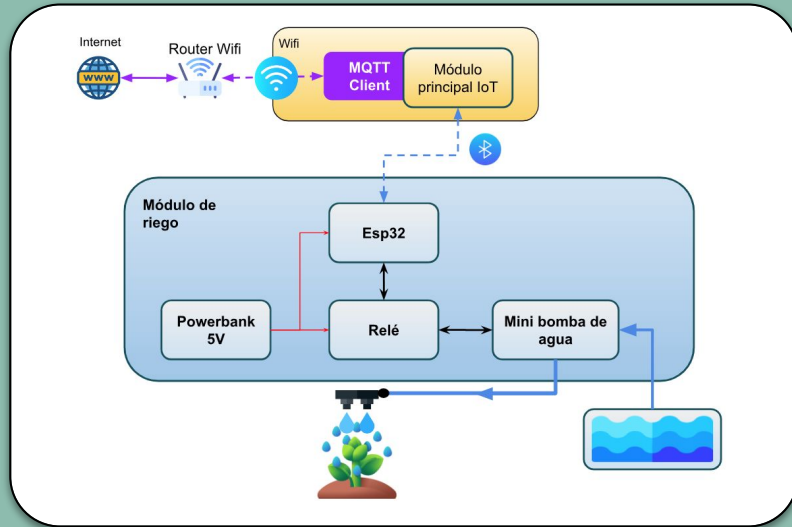 Internet
Router Wifi
Wifi
WWW
MQTT
Client
Módulo
principal IoT
Módulo de
riego
Esp32
Powerbank
5V
Relé
Mini bomba de
agua